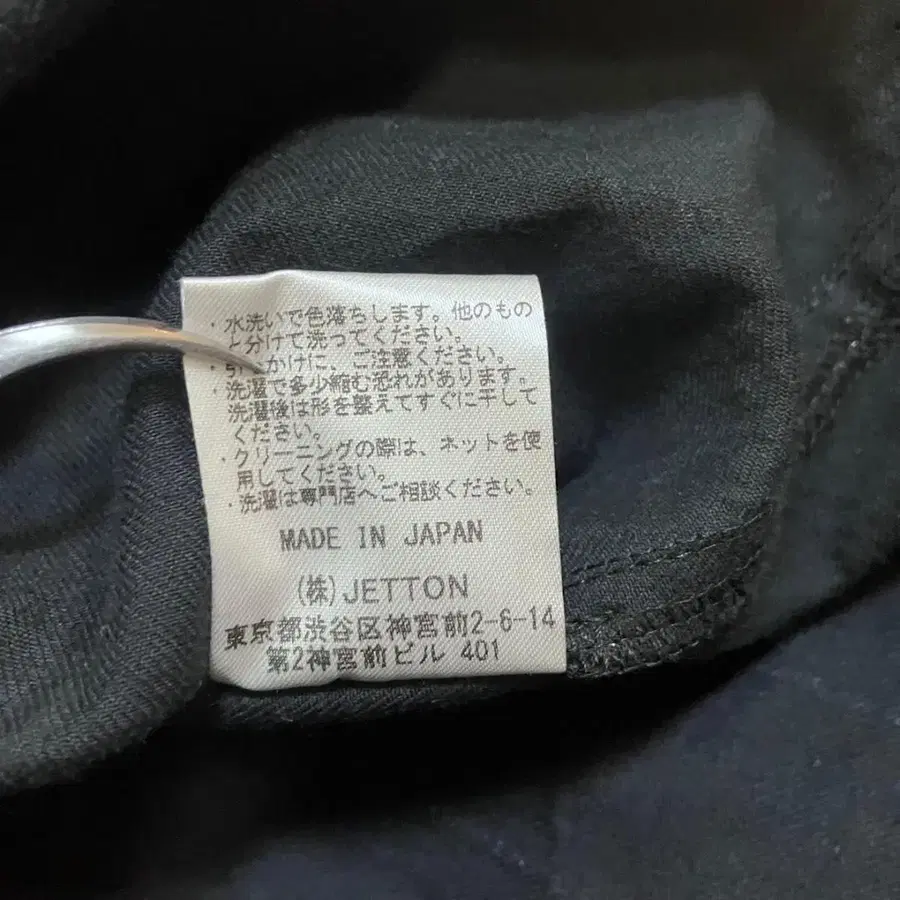 ・水洗いで色落ちします。他のもの
と分けて洗ってください。
・引っかけに、ご注意ください。
・洗濯で多少縮む恐れがあります。
洗濯後は形を整えてすぐに干して
ください。
・クリーニングの際は、ネットを使
用してください。
・洗濯は専門店へご相談ください。
MADE IN JAPAN
(株)JETTON
東京都渋谷区神宮前2-6-14
第2神宮前ビル 401